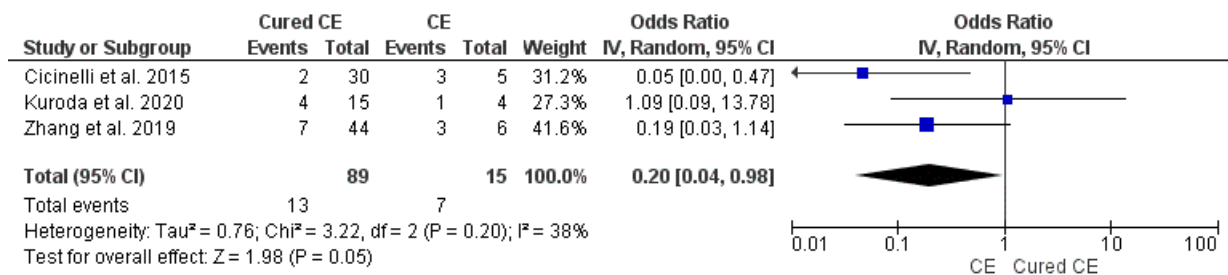 Cured CE CE Odds Ratio Odds Ratio
Study or Subgroup Events Total Events Total Weight IV, Random, 95% CI IV, Random, 95% CI
Cicinelli et al. 2015 2 30 3 5 31.2% 0.05 [0.00, 0.47]
Kuroda et al. 2020 4 15 1 4 27.3% 1.09 [0.09, 13.78]
Zhang et al. 2019 7 44 3 6 41.6% 0.19 [0.03, 1.14]
Total (95% CI) 89 15 100.0% 0.20 [0.04, 0.98]
Total events 13 7
Heterogeneity: Tau² = 0.76; Chi² = 3.22, df = 2 (P = 0.20); I² = 38%
Test for overall effect: Z = 1.98 (P = 0.05)
0.01 0.1 1 10 100
CE Cured CE